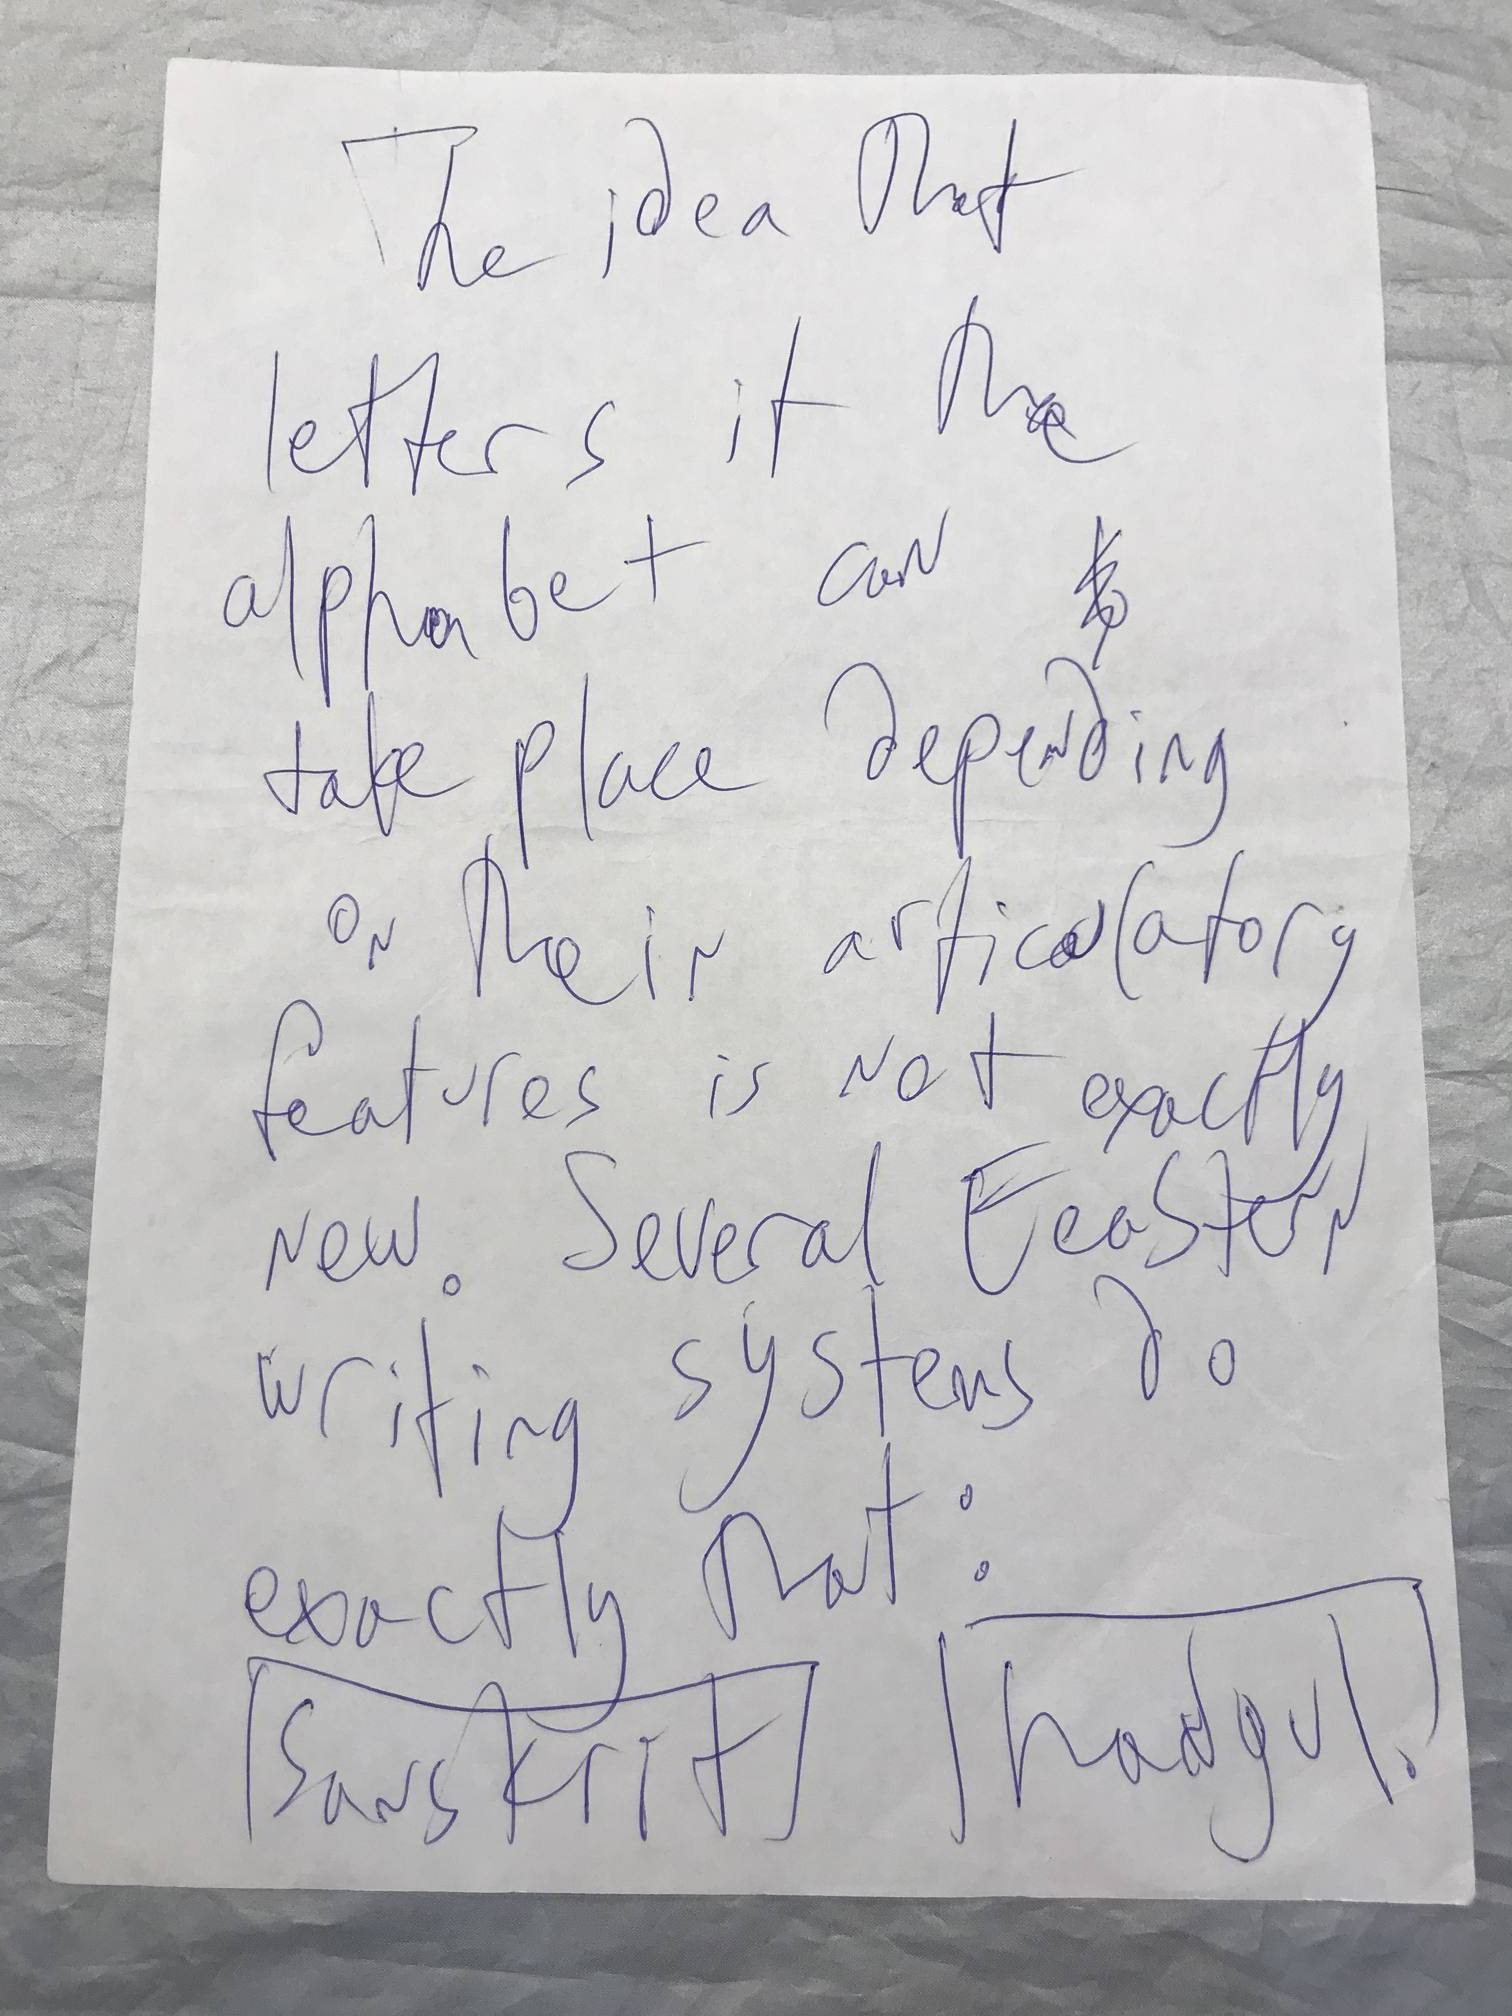 The idea that
letters it the
alphabet can
take place depending
on their articulatory
features is not exactly
new. Several Eeastern
writing systems do
exactly that:
Sanskrit hadgul.